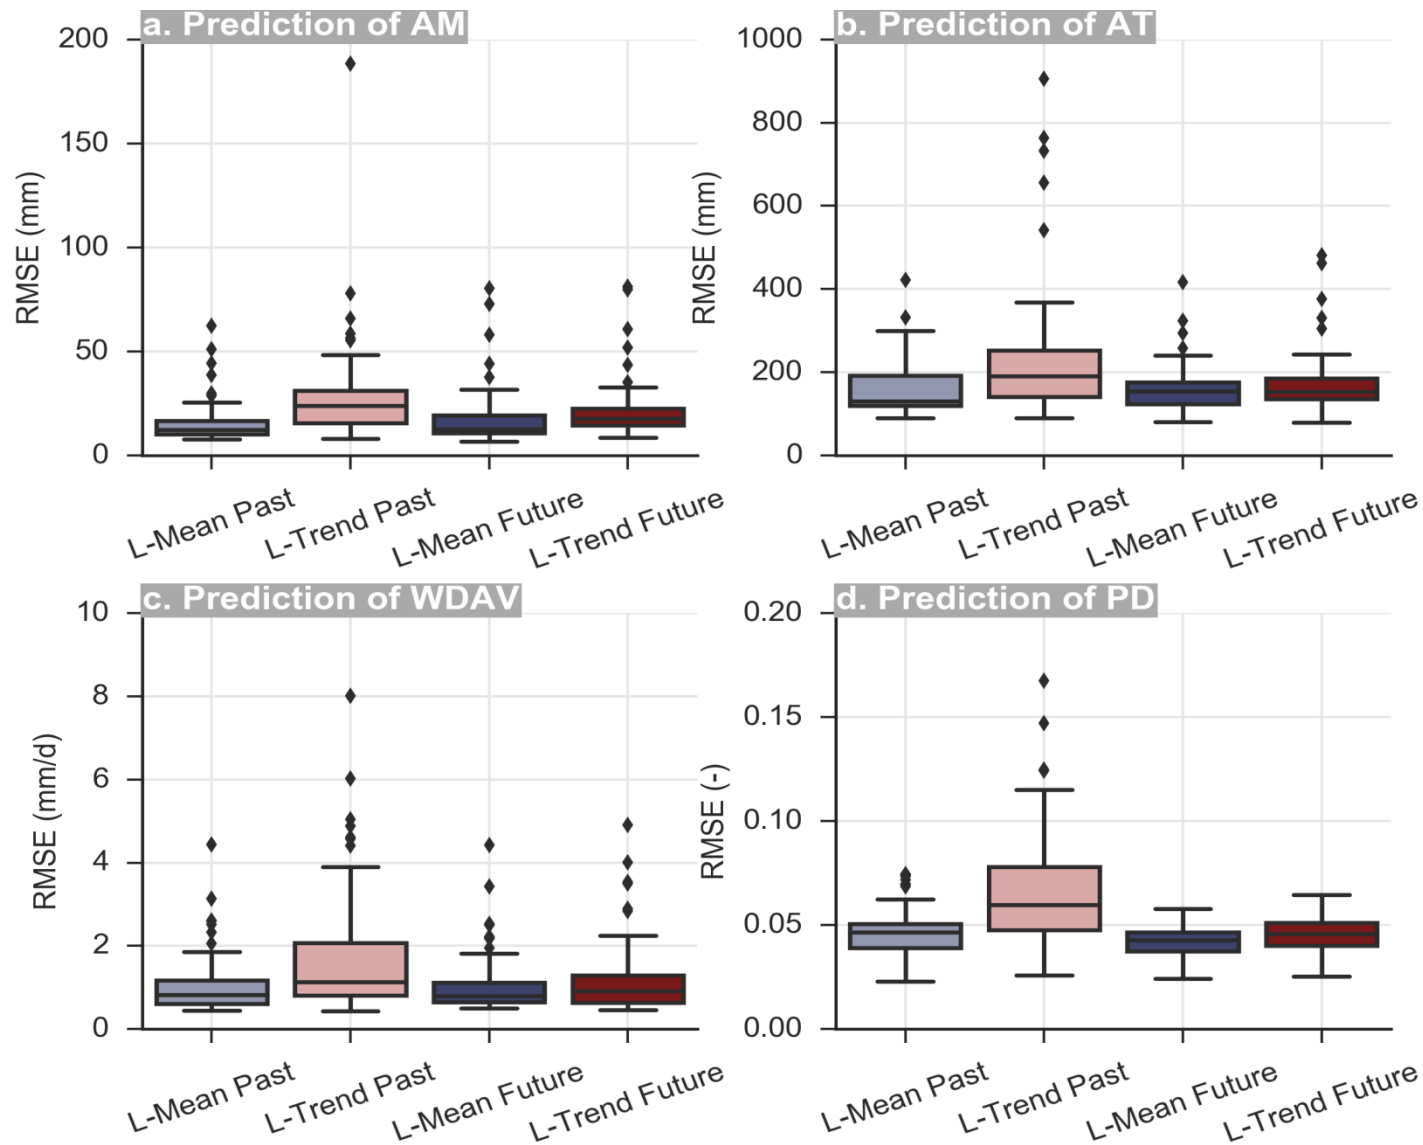 a. Prediction of AM
RMSE (mm)
200
150
100
50
0
L-Mean Past
L-Trend Past
L-Mean Future
L-Trend Future
b. Prediction of AT
RMSE (mm)
1000
800
600
400
200
0
L-Mean Past
L-Trend Past
L-Mean Future
L-Trend Future
c. Prediction of WDAV
RMSE (mm/d)
10
8
6
4
2
0
L-Mean Past
L-Trend Past
L-Mean Future
L-Trend Future
d. Prediction of PD
RMSE (-)
0.20
0.15
0.10
0.05
0.00
L-Mean Past
L-Trend Past
L-Mean Future
L-Trend Future